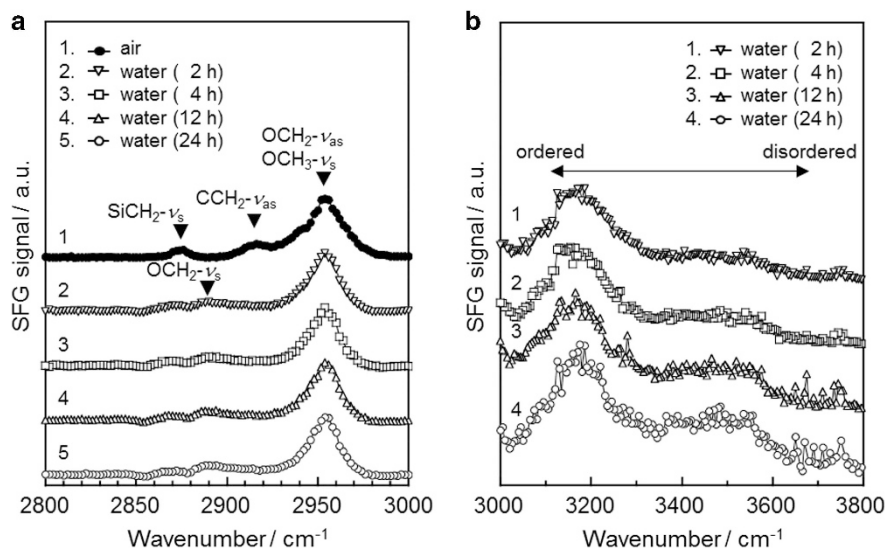 a
1. air
2. water ( 2 h)
3. water ( 4 h)
4. water (12 h)
5. water (24 h)
OCH₂-νas
OCH₃-νs
CCH₂-νas
SiCH₂-νs
1
OCH₂-νs
2
3
4
5
SFG signal / a.u.
2800 2850 2900 2950 3000
Wavenumber / cm⁻¹
b
1. water ( 2 h)
2. water ( 4 h)
3. water (12 h)
4. water (24 h)
ordered disordered
1
2
3
4
SFG signal / a.u.
3000 3200 3400 3600 3800
Wavenumber / cm⁻¹